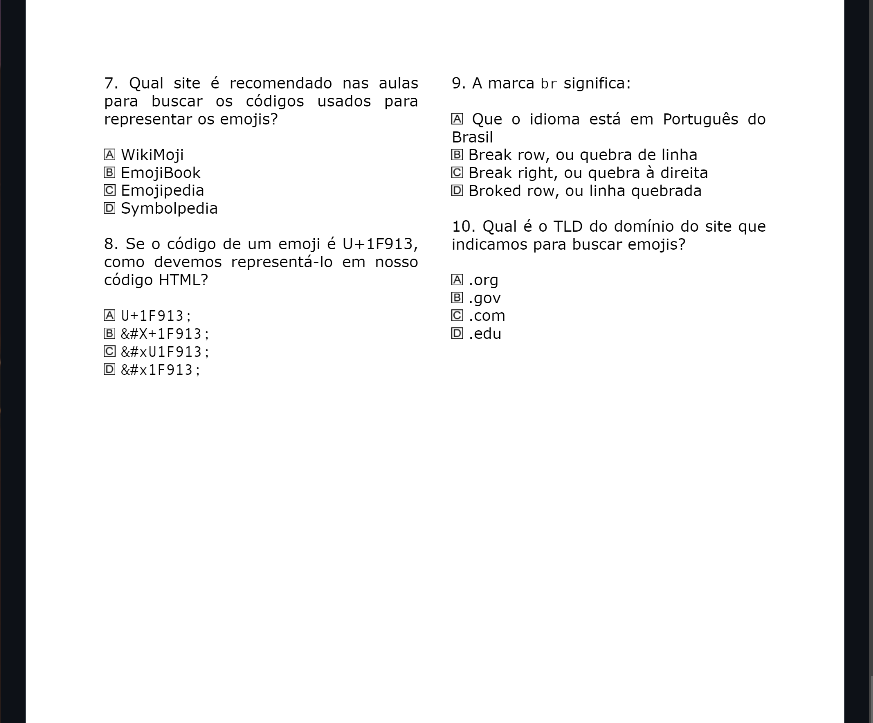 7. Qual site é recomendado nas aulas
para buscar os códigos usados para
representar os emojis?
A WikiMoji
B EmojiBook
C Emojipedia
D Symbolpedia
8. Se o código de um emoji é U+1F913,
como devemos representá-lo em nosso
código HTML?
A U+1F913;
B &#X+1F913;
C &#xU1F913;
D &#x1F913;
9. A marca br significa:
A Que o idioma está em Português do
Brasil
B Break row, ou quebra de linha
C Break right, ou quebra à direita
D Broked row, ou linha quebrada
10. Qual é o TLD do domínio do site que
indicamos para buscar emojis?
A .org
B .gov
C .com
D .edu